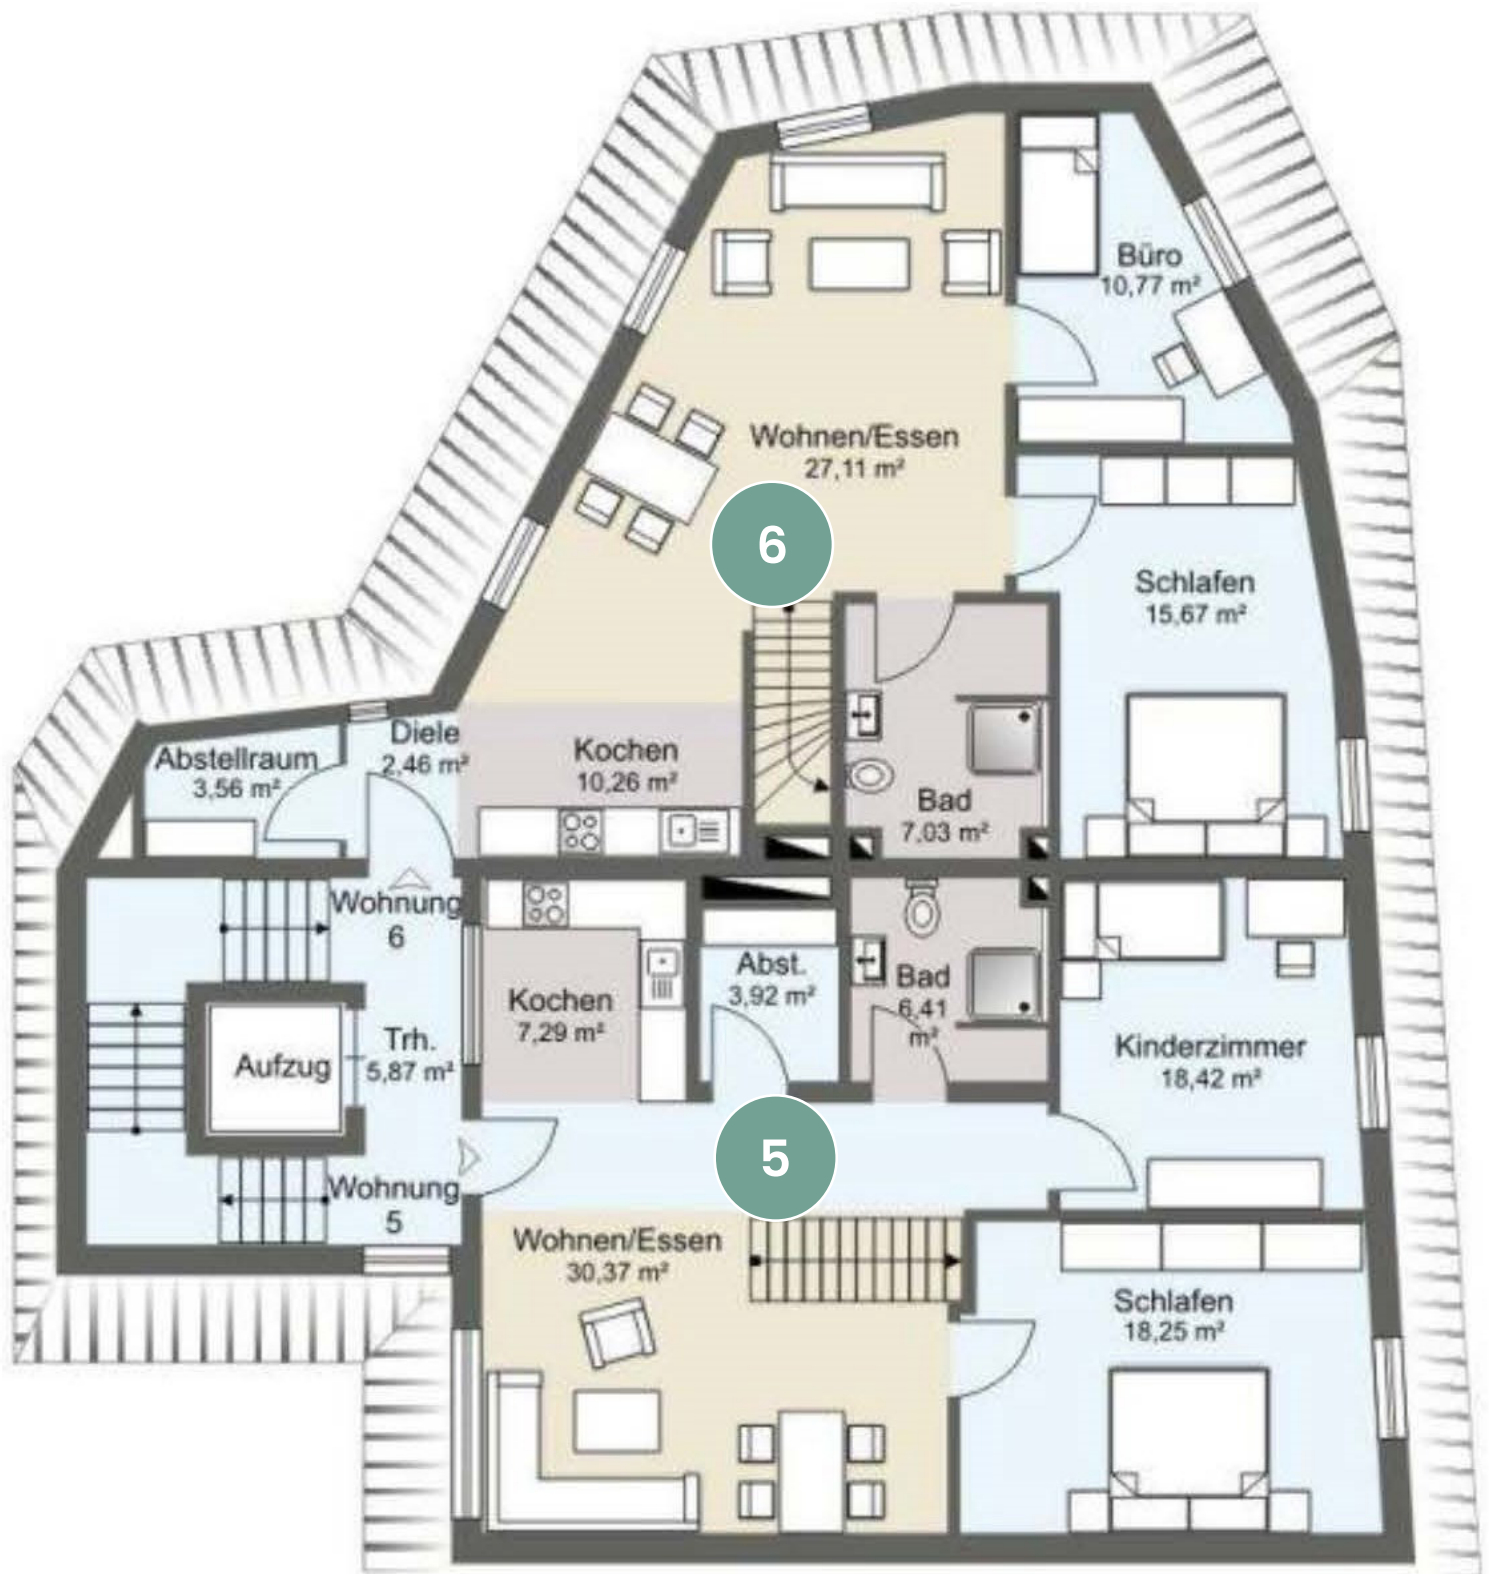 Büro
10,77 m²
Wohnen/Essen
27,11 m²
6
Schlafen
15,67 m²
Diele
2,46 m²
Abstellraum
3,56 m²
Kochen
10,26 m²
Bad
7,03 m²
Wohnung
6
Kochen
7,29 m²
Abst.
3,92 m²
Bad
6,41
m²
Kinderzimmer
18,42 m²
Aufzug
Trh.
5,87 m²
5
Wohnung
5
Wohnen/Essen
30,37 m²
Schlafen
18,25 m²